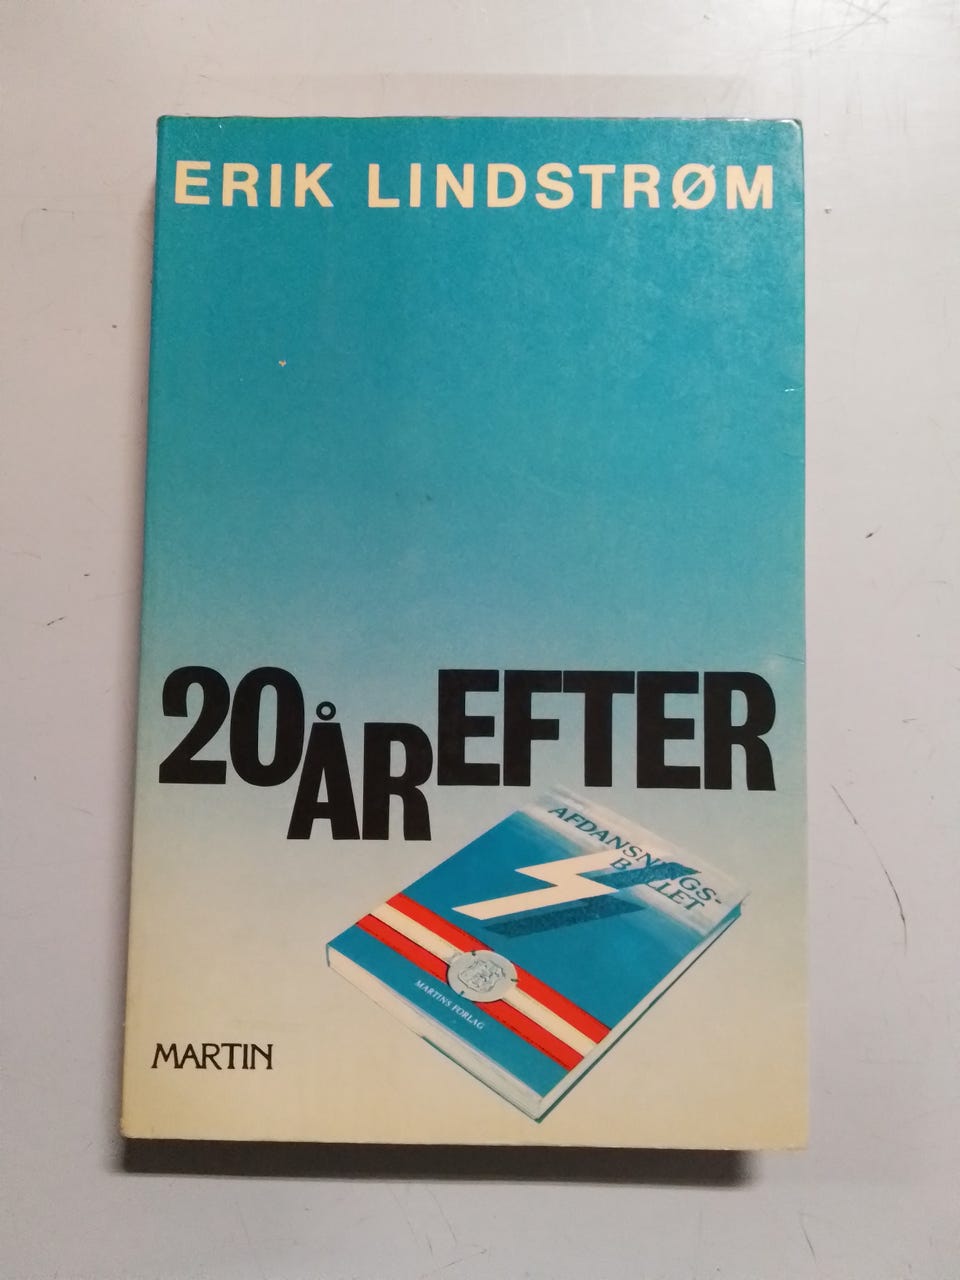 ERIK LINDSTRØM
20 ÅR EFTER
AFDANSNINGS-
BALLET
MARTINS FORLAG
MARTIN